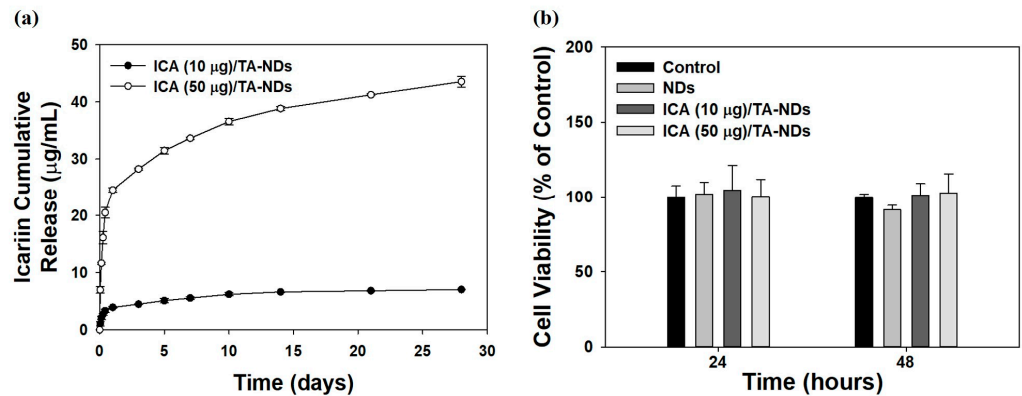 (a)
50
40
30
20
10
0
Icariin Cumulative
Release (μg/mL)
ICA (10 μg)/TA-NDs
ICA (50 μg)/TA-NDs
0 5 10 15 20 25 30
Time (days)
(b)
200
150
100
50
0
Cell Viability (% of Control)
Control
NDs
ICA (10 μg)/TA-NDs
ICA (50 μg)/TA-NDs
24 48
Time (hours)